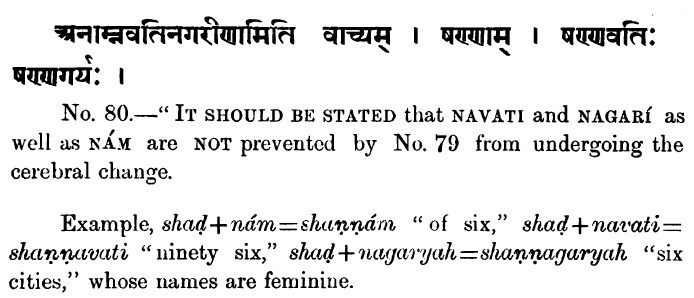 अनाम्नवतिनगरीणामिति वाच्यम् । षण्णाम् । षण्णवतिः
षण्णगर्यः ।
No. 80.—“ IT SHOULD BE STATED that NAVATI and NAGARÍ as
well as NÁM are NOT prevented by No. 79 from undergoing the
cerebral change.
Example, shaḍ+nám=shaṇṇám “of six,” shaḍ+navati=
shaṇṇavati “ninety six,” shaḍ+nagaryah=shaṇṇagaryah “six
cities,” whose names are feminine.